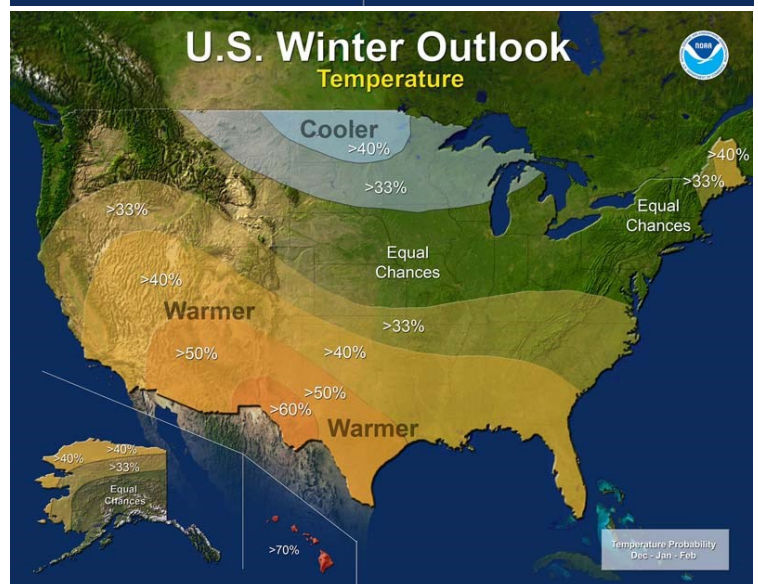 U.S. Winter Outlook
Temperature
NOAA
Cooler
>40%
>33%
>40%
>33%
Equal
Chances
>33%
Equal
Chances
>40%
Warmer
>33%
>50%
>40%
>50%
>60%
Warmer
>40%
>40%
>33%
Equal
Chances
>70%
Temperature Probability
Dec - Jan - Feb